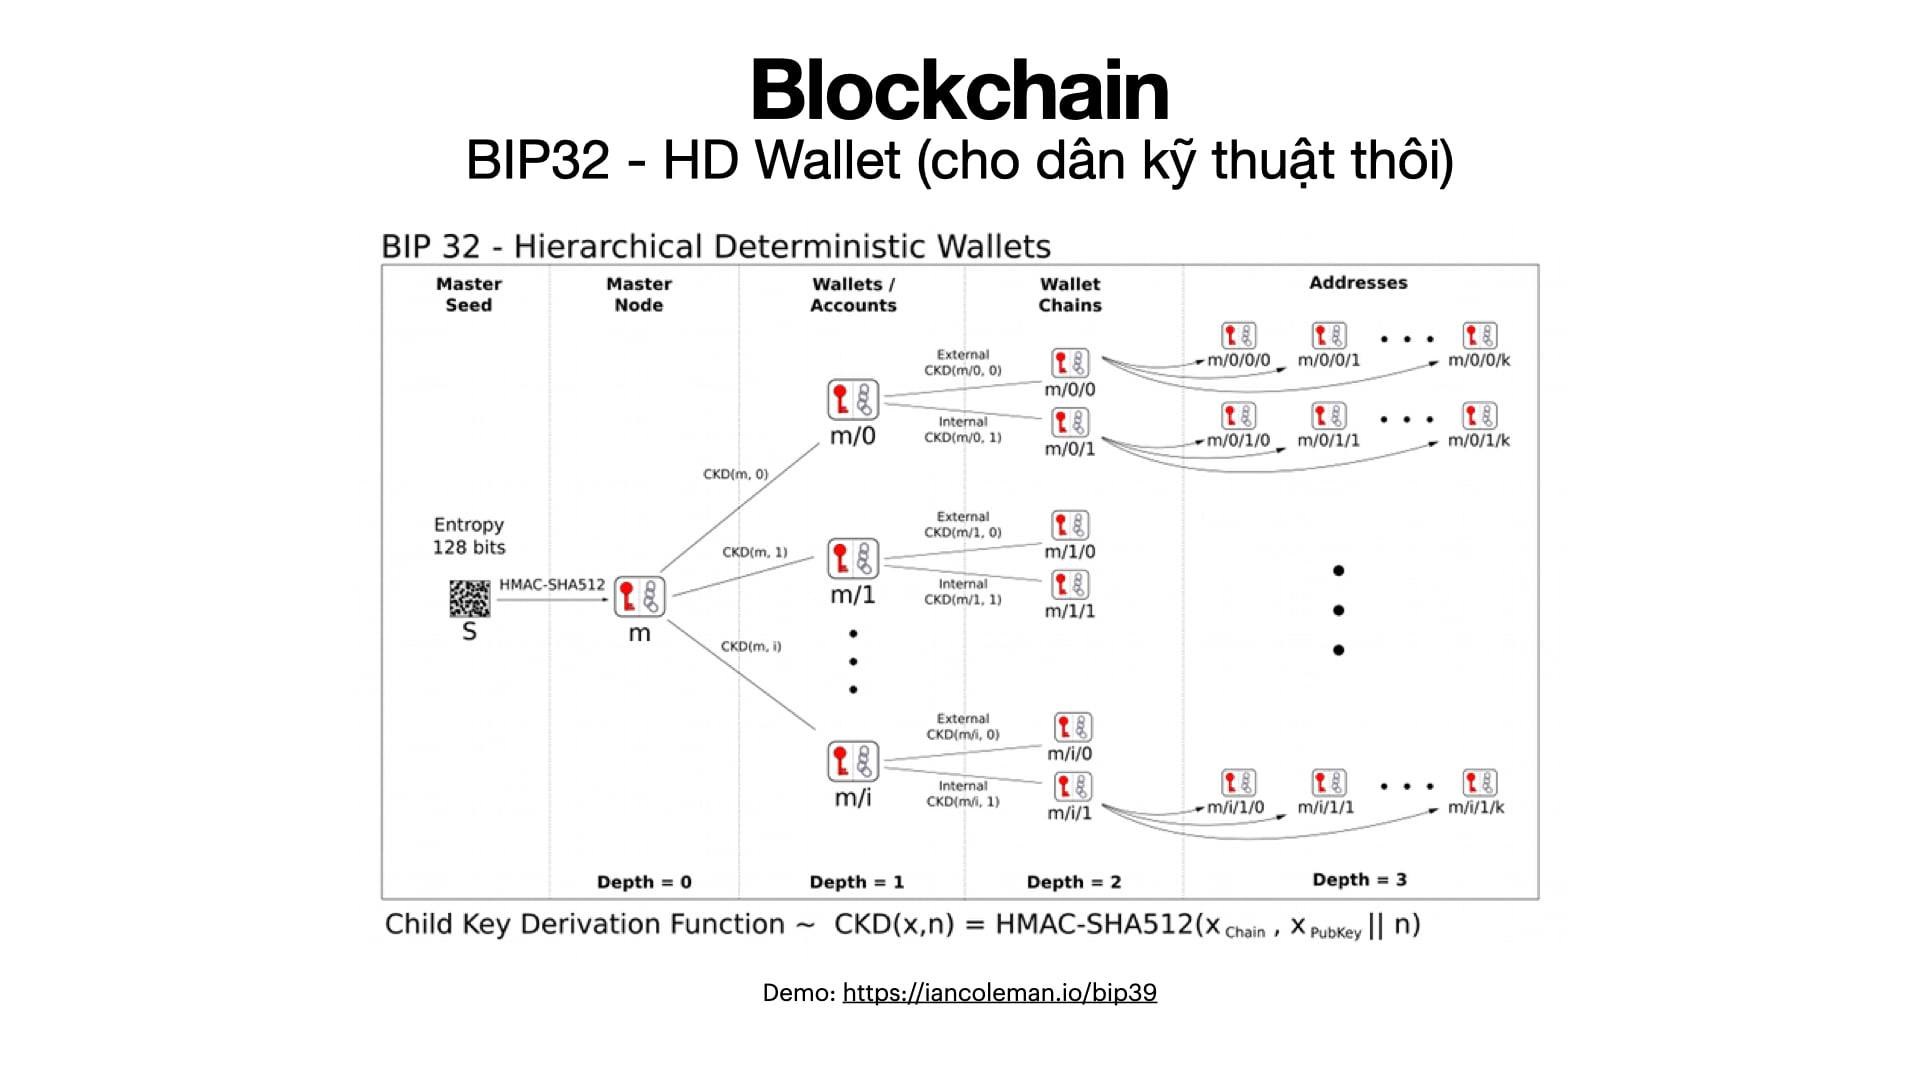 Blockchain
BIP32 - HD Wallet (cho dân kỹ thuật thôi)
BIP 32 - Hierarchical Deterministic Wallets
Master
Seed
Master
Node
Wallets /
Accounts
Wallet
Chains
Addresses
Entropy
128 bits
S
HMAC-SHA512
m
CKD(m, 0)
CKD(m, 1)
CKD(m, i)
m/0
m/1
m/i
External
CKD(m/0, 0)
Internal
CKD(m/0, 1)
External
CKD(m/1, 0)
Internal
CKD(m/1, 1)
External
CKD(m/i, 0)
Internal
CKD(m/i, 1)
m/0/0
m/0/1
m/1/0
m/1/1
m/i/0
m/i/1
m/0/0/0 m/0/0/1 m/0/0/k
m/0/1/0 m/0/1/1 m/0/1/k
m/i/1/0 m/i/1/1 m/i/1/k
Depth = 0 Depth = 1 Depth = 2 Depth = 3
Child Key Derivation Function ~ CKD(x,n) = HMAC-SHA512(x Chain , x PubKey || n)
Demo: https://iancoleman.io/bip39